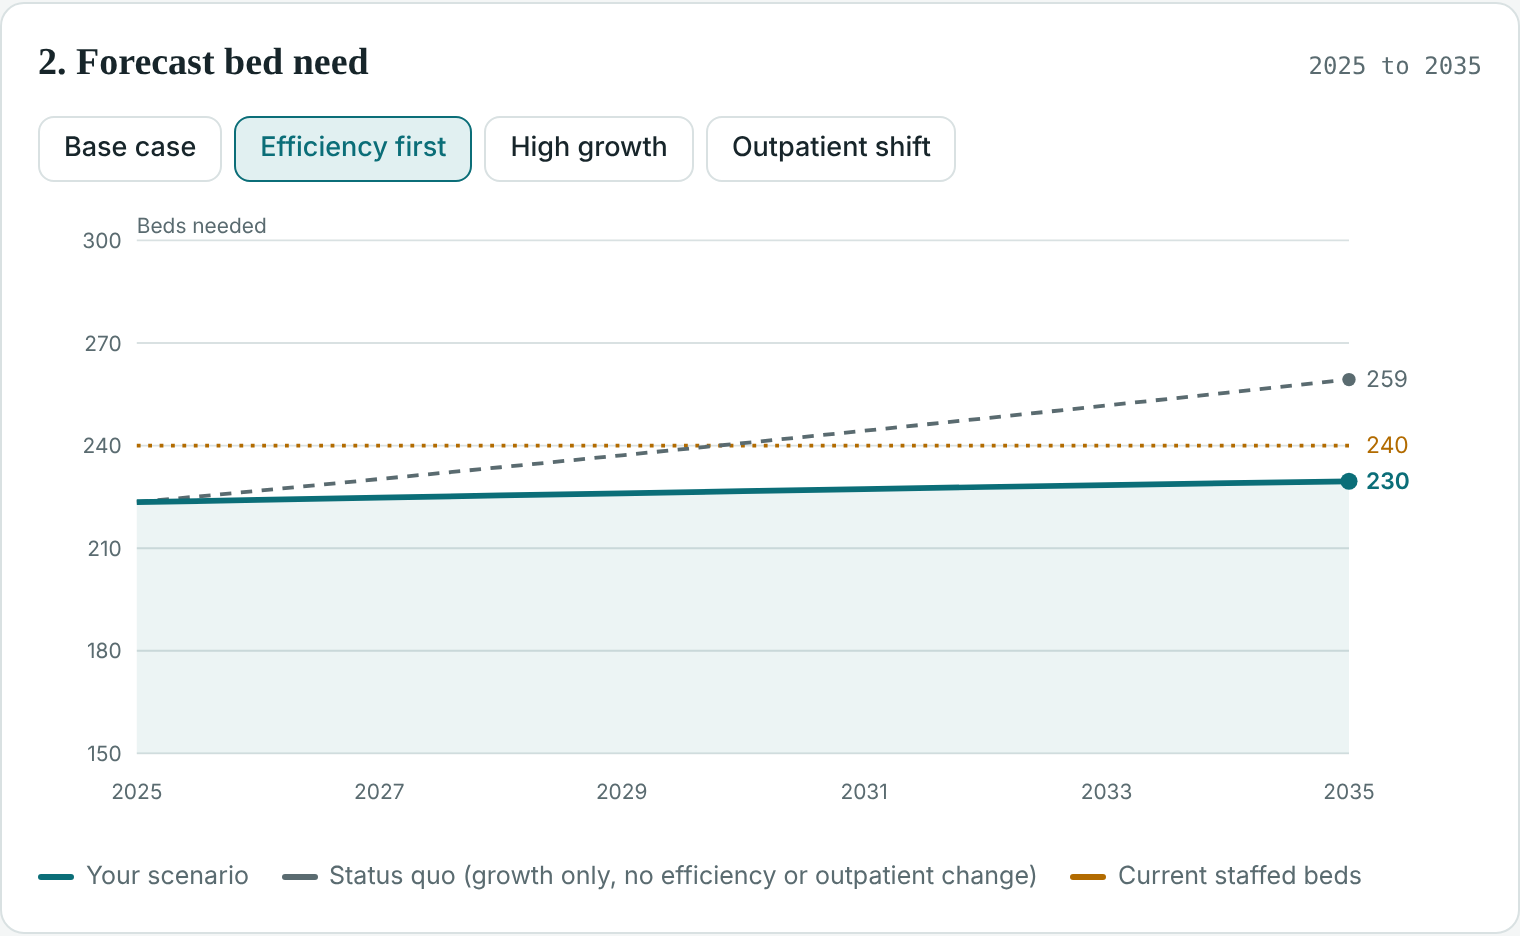 2. Forecast bed need
2025 to 2035
Base case
Efficiency first
High growth
Outpatient shift
Beds needed
300
270
259
240
240
230
210
180
150
2025
2027
2029
2031
2033
2035
Your scenario
Status quo (growth only, no efficiency or outpatient change)
Current staffed beds